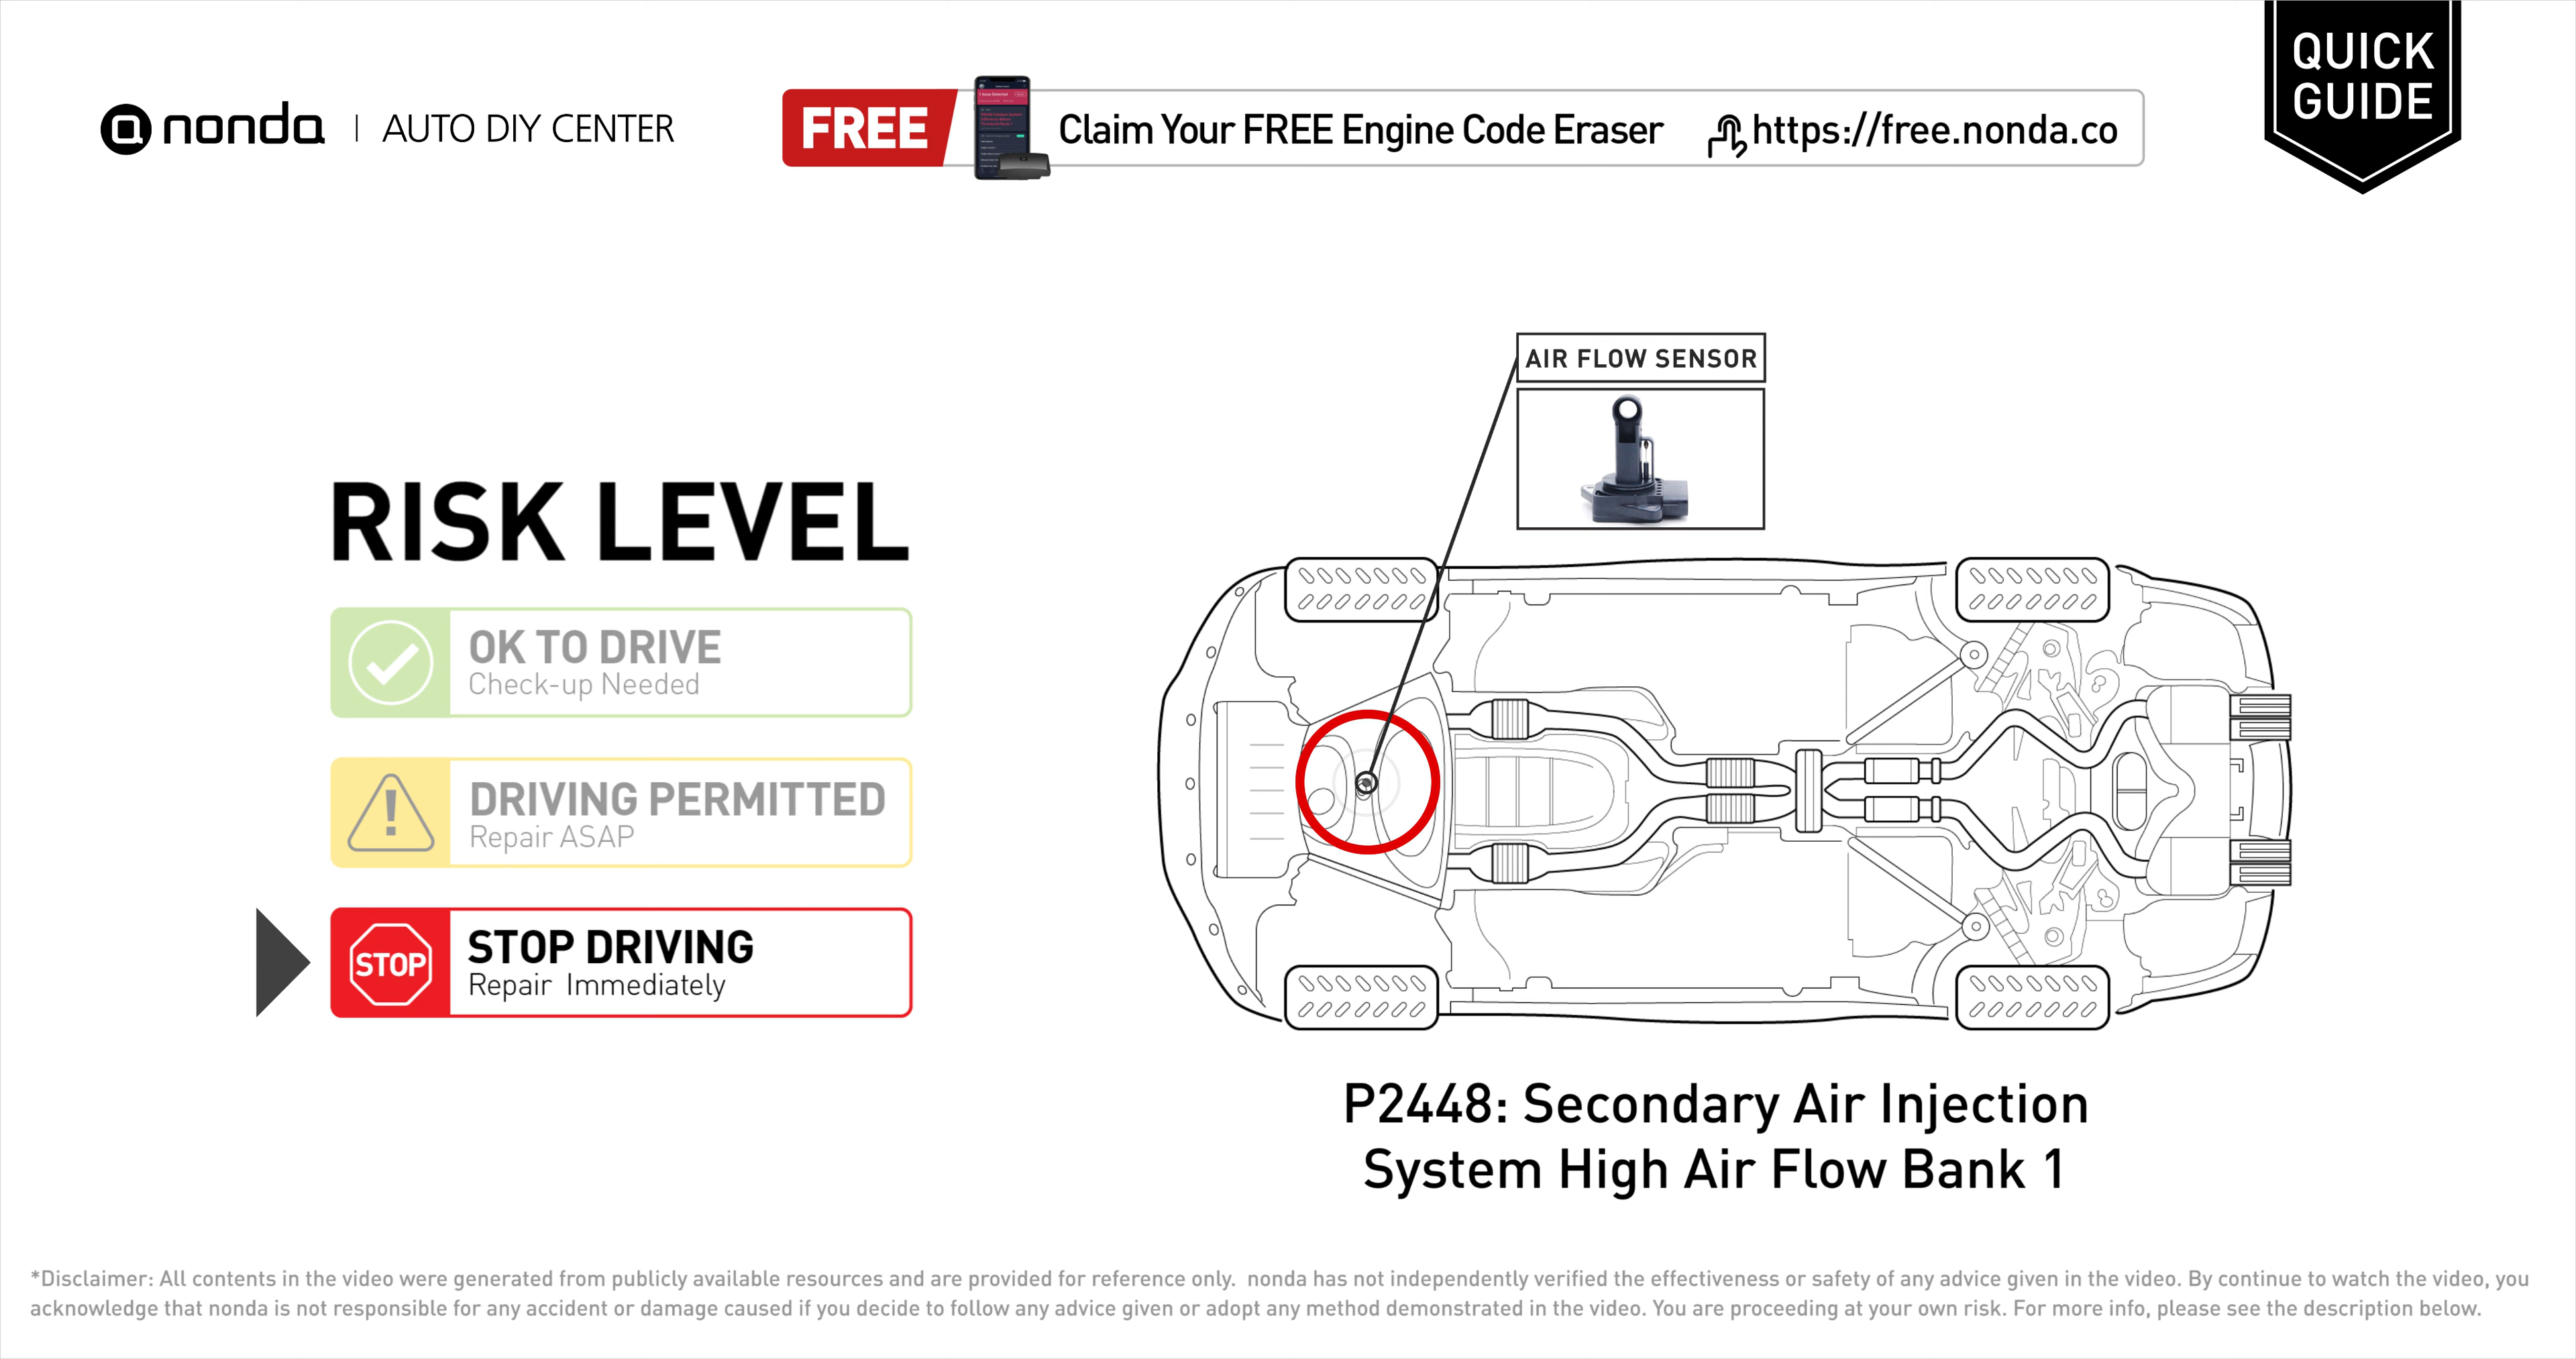 nonda | AUTO DIY CENTER
FREE
Claim Your FREE Engine Code Eraser
https://free.nonda.co
QUICK
GUIDE
AIR FLOW SENSOR
RISK LEVEL
OK TO DRIVE
Check-up Needed
DRIVING PERMITTED
Repair ASAP
STOP
STOP DRIVING
Repair Immediately
P2448: Secondary Air Injection
System High Air Flow Bank 1
*Disclaimer: All contents in the video were generated from publicly available resources and are provided for reference only. nonda has not independently verified the effectiveness or safety of any advice given in the video. By continue to watch the video, you
acknowledge that nonda is not responsible for any accident or damage caused if you decide to follow any advice given or adopt any method demonstrated in the video. You are proceeding at your own risk. For more info, please see the description below.